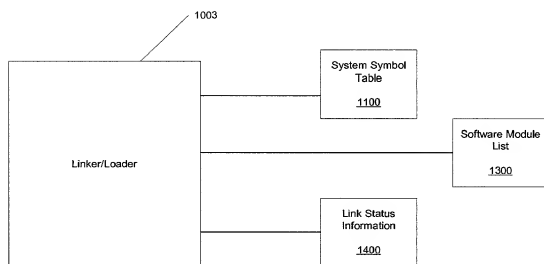 1003
System Symbol
Table
1100
Linker/Loader
Software Module
List
1300
Link Status
Information
1400